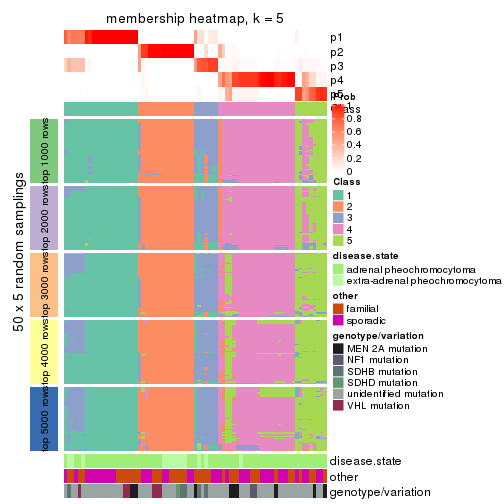 membership heatmap, k = 5
p1
p2
p3
p4
p5
Prob
Class
1
0.8
0.6
0.4
0.2
0
50 x 5 random samplings
top 1000 rows
top 2000 rows
top 3000 rows
top 4000 rows
top 5000 rows
Class
1
2
3
4
5
disease.state
adrenal pheochromocytoma
extra-adrenal pheochromocytoma
other
familial
sporadic
genotype/variation
MEN 2A mutation
NF1 mutation
SDHB mutation
SDHD mutation
unidentified mutation
VHL mutation
disease.state
other
genotype/variation